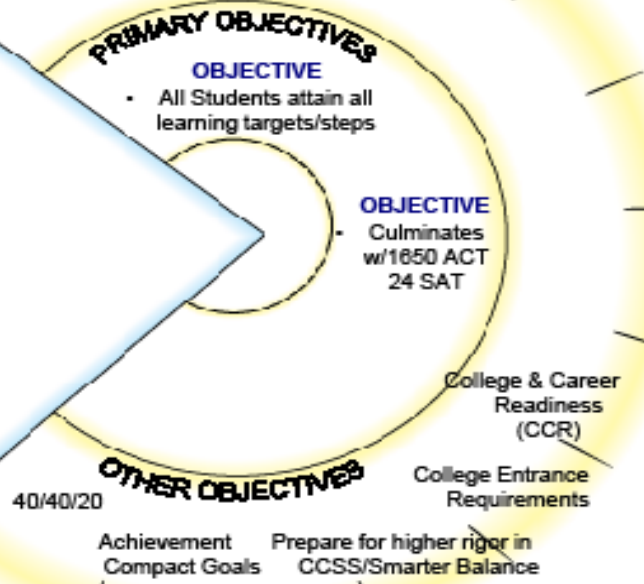 PRIMARY OBJECTIVES
OBJECTIVE
• All Students attain all
learning targets/steps
OBJECTIVE
• Culminates
w/1650 ACT
24 SAT
College & Career
Readiness
(CCR)
OTHER OBJECTIVES
College Entrance
Requirements
40/40/20
Achievement
Compact Goals
Prepare for higher rigor in
CCSS/Smarter Balance